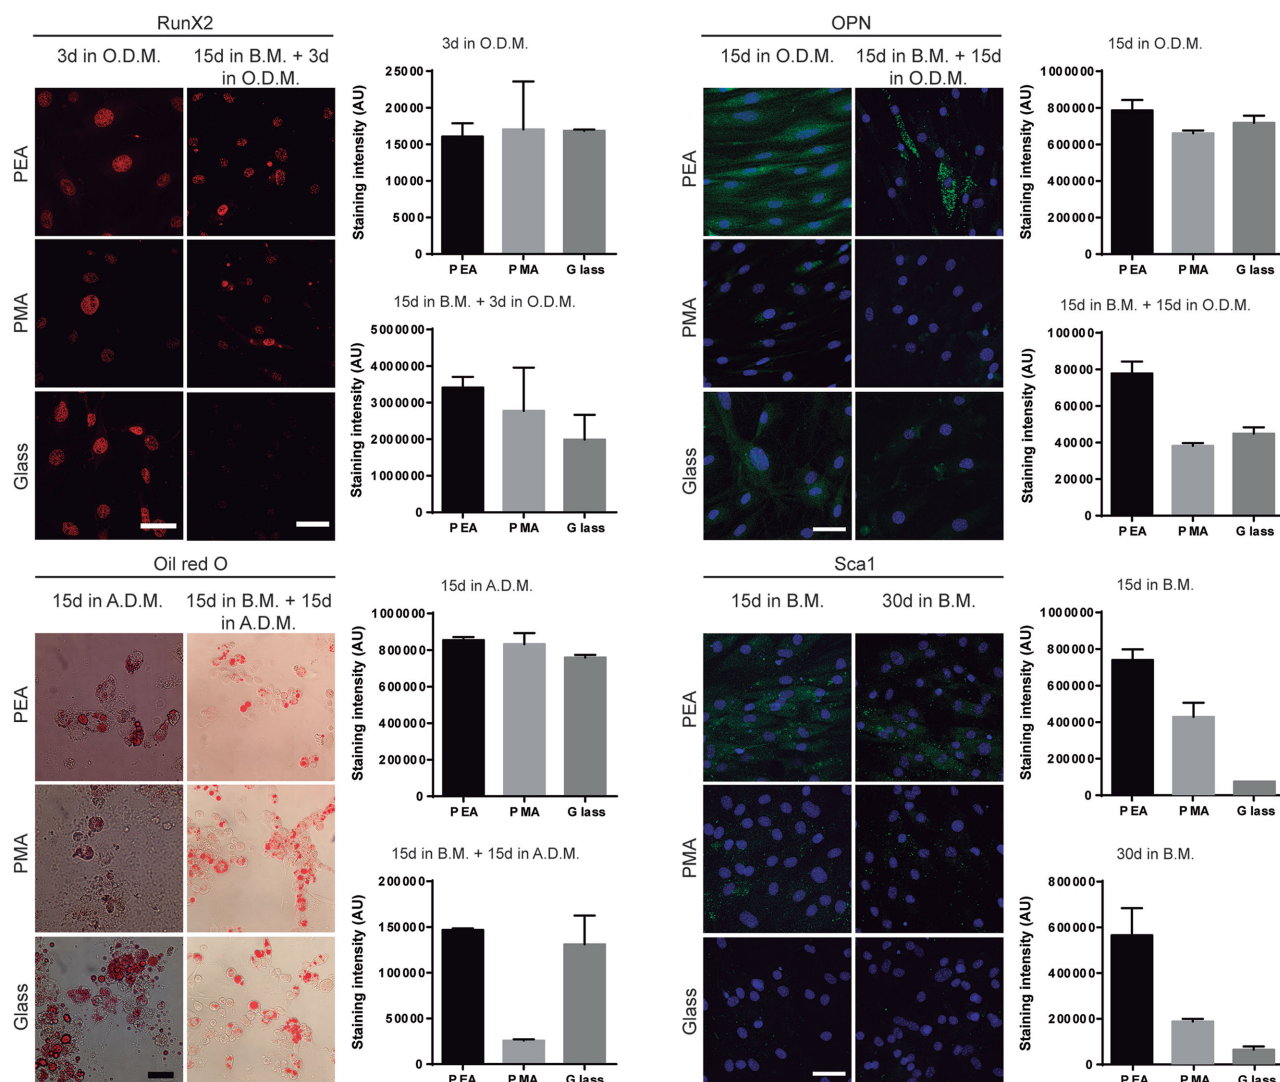 RunX2
3d in O.D.M.
15d in B.M. + 3d
in O.D.M.
PEA
PMA
Glass
3d in O.D.M.
Staining intensity (AU)
25000
20000
15000
10000
5000
0
PEA PMA Glass
15d in B.M. + 3d in O.D.M.
Staining intensity (AU)
5000000
4000000
3000000
2000000
1000000
0
PEA PMA Glass
OPN
15d in O.D.M.
15d in B.M. + 15d
in O.D.M.
PEA
PMA
Glass
15d in O.D.M.
Staining intensity (AU)
1000000
800000
600000
400000
200000
0
PEA PMA Glass
15d in B.M. + 15d in O.D.M.
Staining intensity (AU)
100000
80000
60000
40000
20000
0
PEA PMA Glass
Oil red O
15d in A.D.M.
15d in B.M. + 15d
in A.D.M.
PEA
PMA
Glass
15d in A.D.M.
Staining intensity (AU)
1000000
800000
600000
400000
200000
0
PEA PMA Glass
15d in B.M. + 15d in A.D.M.
Staining intensity (AU)
200000
150000
100000
50000
0
PEA PMA Glass
Sca1
15d in B.M.
30d in B.M.
PEA
PMA
Glass
15d in B.M.
Staining intensity (AU)
1000000
800000
600000
400000
200000
0
PEA PMA Glass
30d in B.M.
Staining intensity (AU)
800000
600000
400000
200000
0
PEA PMA Glass